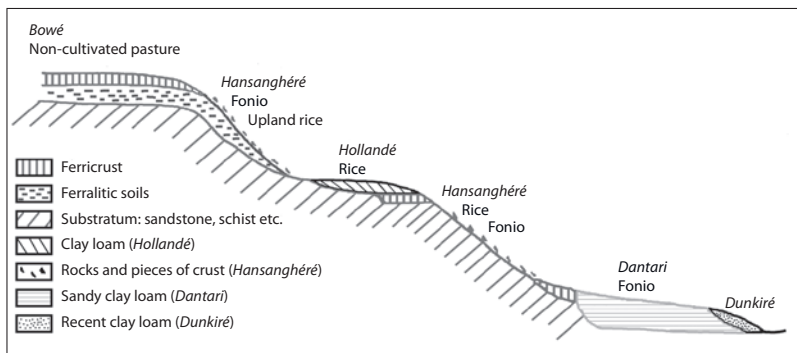 Bowé
Non-cultivated pasture
Hansanghéré
Fonio
Upland rice
Hollandé
Rice
Hansanghéré
Rice
Fonio
Dantari
Fonio
Dunkiré
Ferricrust
Ferralitic soils
Substratum: sandstone, schist etc.
Clay loam (Hollandé)
Rocks and pieces of crust (Hansanghéré)
Sandy clay loam (Dantari)
Recent clay loam (Dunkiré)